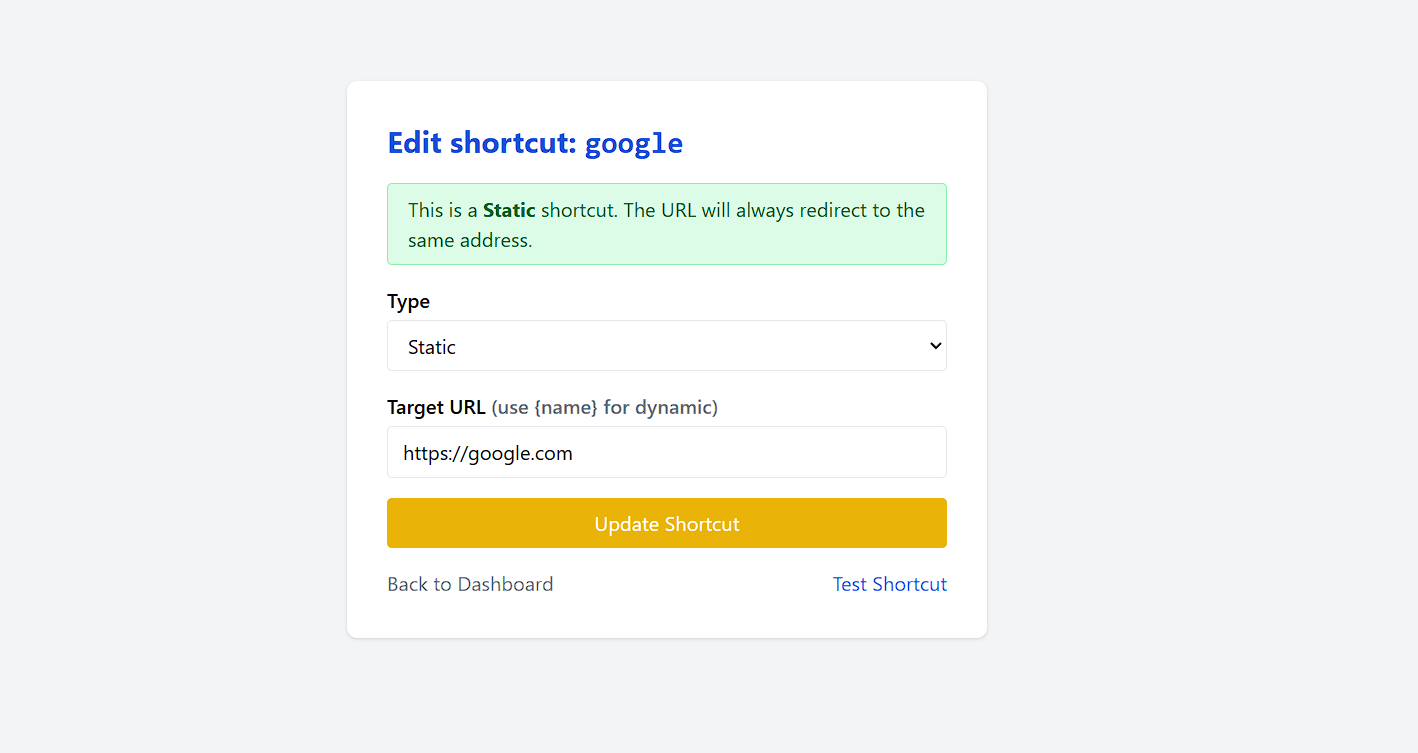 Edit shortcut: google
This is a Static shortcut. The URL will always redirect to the
same address.
Type
Static
Target URL (use {name} for dynamic)
https://google.com
Update Shortcut
Back to Dashboard
Test Shortcut